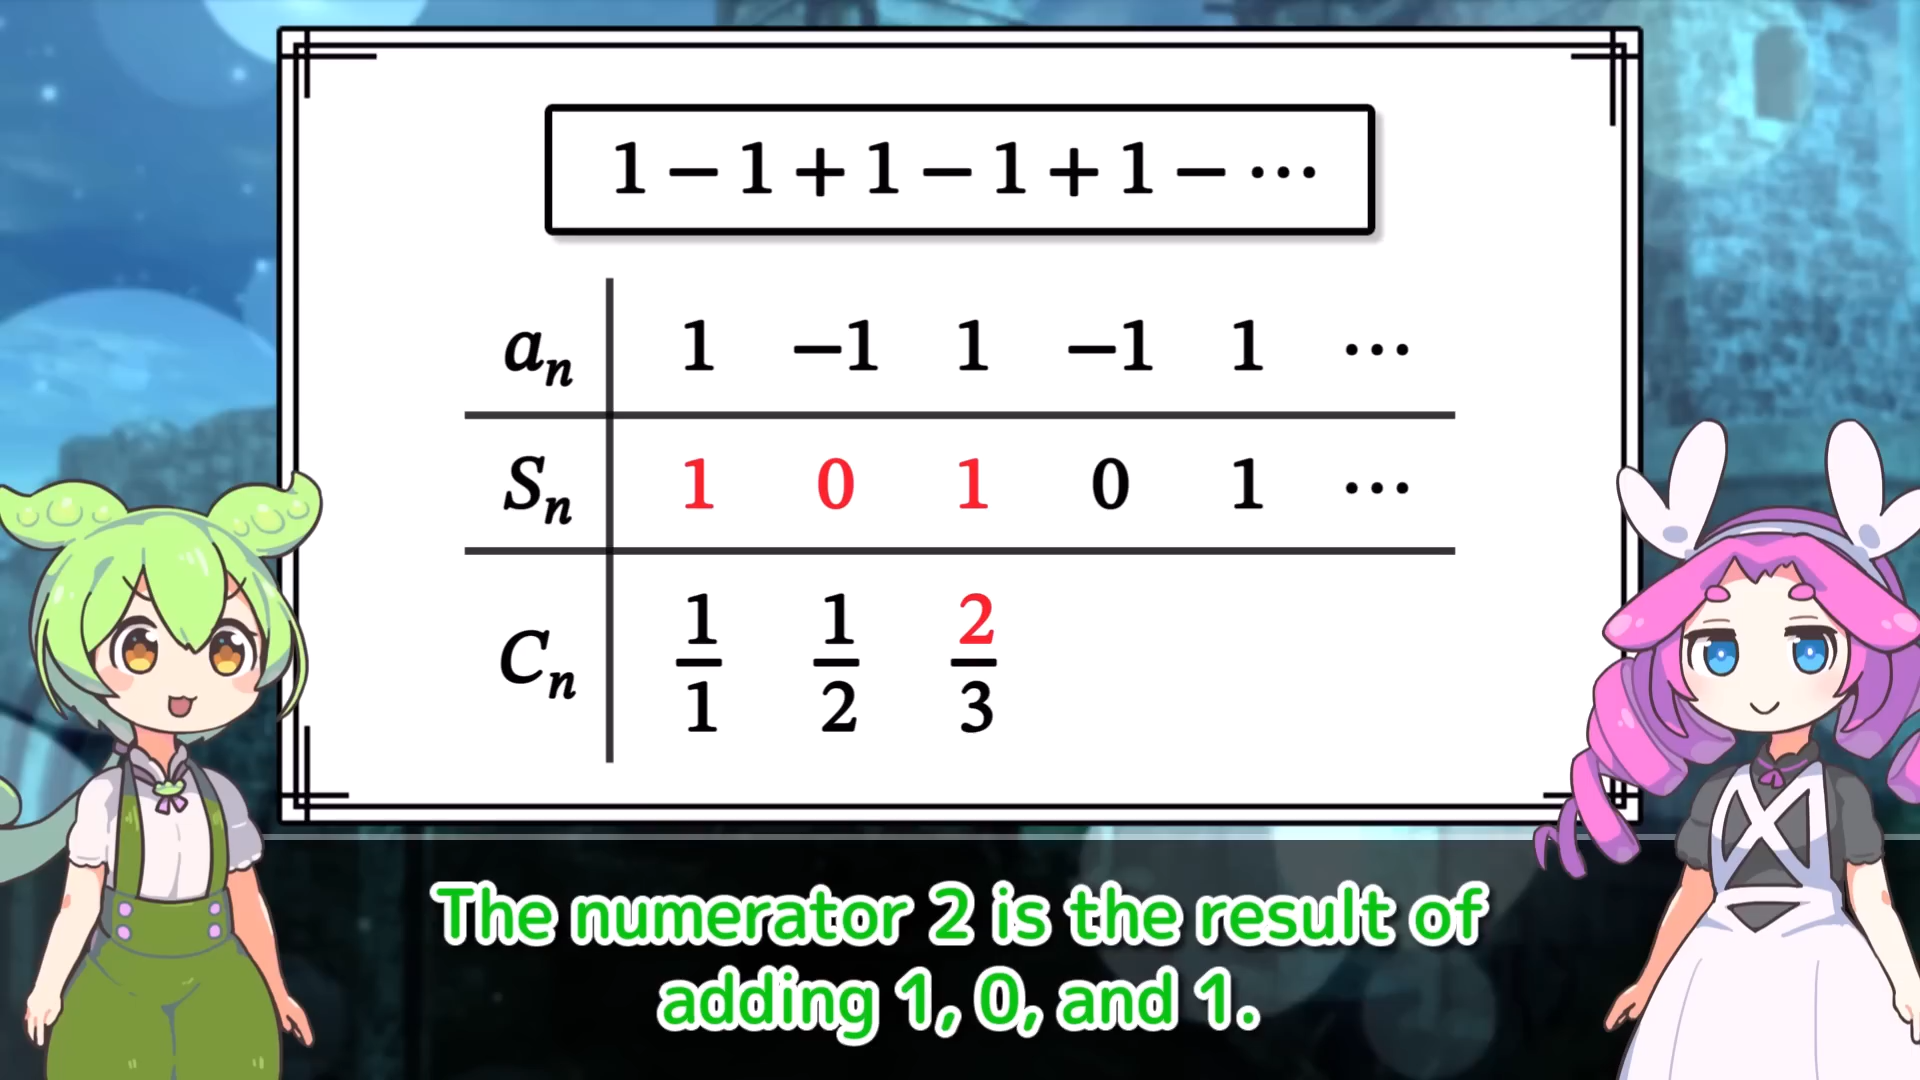 1 − 1 + 1 − 1 + 1 − ⋯
aₙ 1 −1 1 −1 1 ⋯
Sₙ 1 0 1 0 1 ⋯
Cₙ 1/1 1/2 2/3
The numerator 2 is the result of
adding 1, 0, and 1.